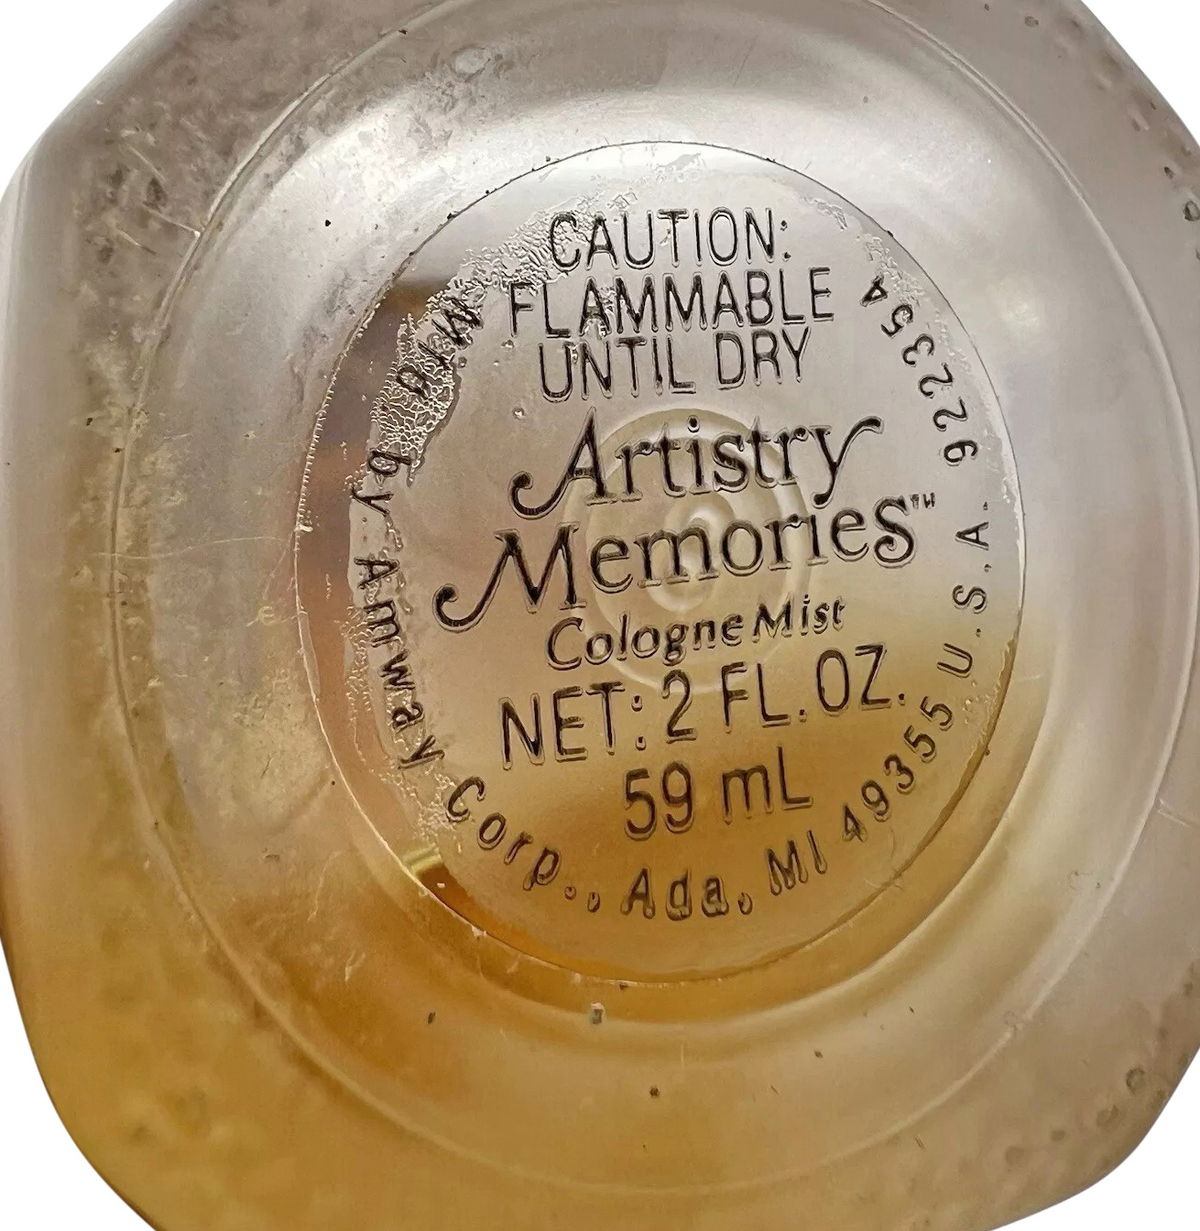 CAUTION:
FLAMMABLE
UNTIL DRY
Artistry
Memories™
Cologne Mist
NET: 2 FL. OZ.
59 mL
Mfd. by Amway Corp., Ada, MI 49355 U.S.A. 92235A